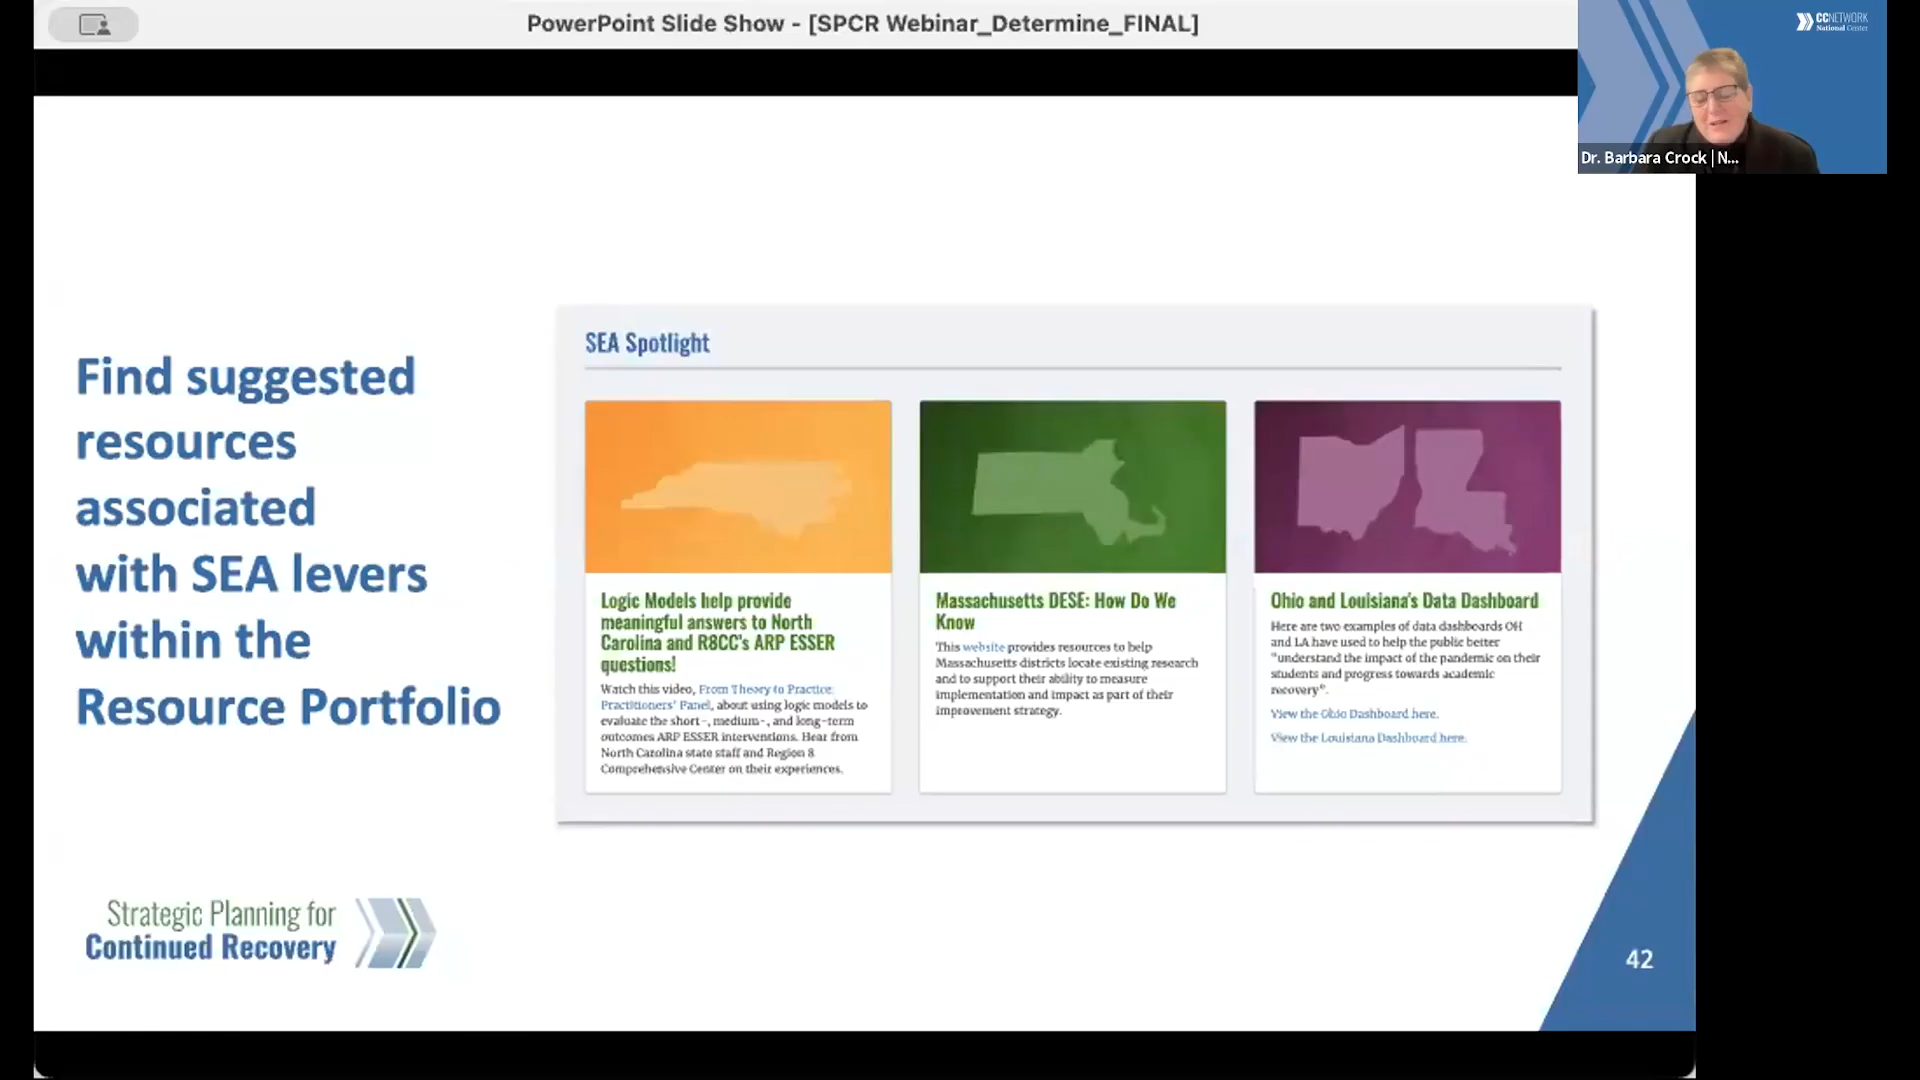 PowerPoint Slide Show - [SPCR Webinar_Determine_FINAL]
CCNETWORK
National Center
Dr. Barbara Crock | N...
Find suggested
resources
associated
with SEA levers
within the
Resource Portfolio
SEA Spotlight
Logic Models help provide
meaningful answers to North
Carolina and R8CC's ARP ESSER
questions!
Watch this video, From Theory to Practice:
Practitioners' Panel, about using logic models to
evaluate the short-, medium-, and long-term
outcomes ARP ESSER interventions. Hear from
North Carolina state staff and Region 8
Comprehensive Center on their experiences.
Massachusetts DESE: How Do We
Know
This website provides resources to help
Massachusetts districts locate existing research
and to support their ability to measure
implementation and impact as part of their
improvement strategy.
Ohio and Louisiana's Data Dashboard
Here are two examples of data dashboards OH
and LA have used to help the public better
"understand the impact of the pandemic on their
students and progress towards academic
recovery".
View the Ohio Dashboard here.
View the Louisiana Dashboard here.
Strategic Planning for
Continued Recovery
42